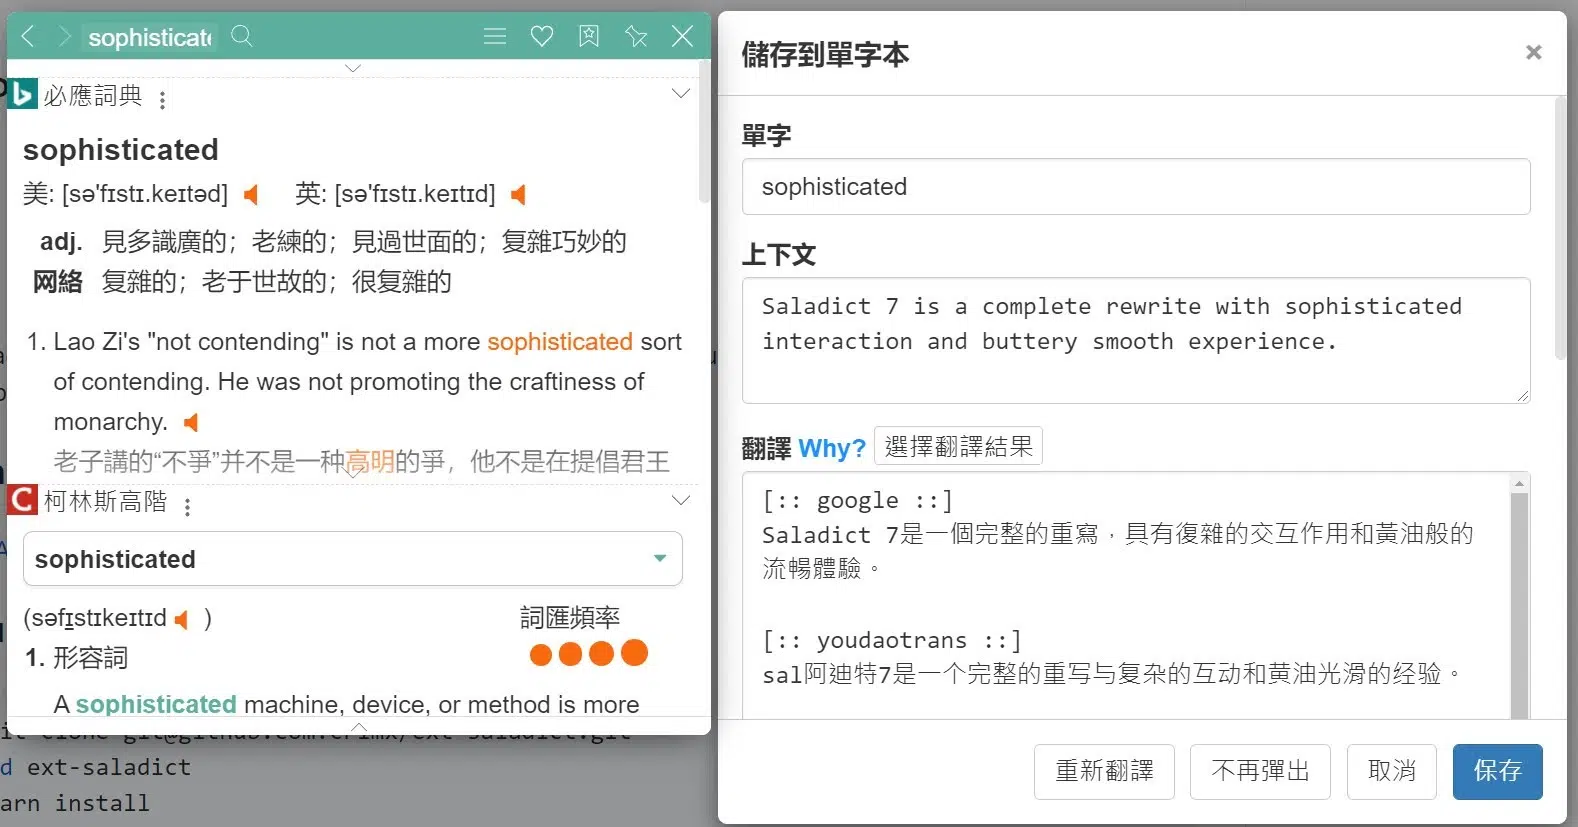 sophisticate
必應詞典
sophisticated
美: [sə'fɪstɪ.keɪtəd] 英: [sə'fɪstɪ.keɪtɪd]
adj. 見多識廣的；老練的；見過世面的；复雜巧妙的
网絡 复雜的；老于世故的；很复雜的
1. Lao Zi's "not contending" is not a more sophisticated sort
of contending. He was not promoting the craftiness of
monarchy.
老子講的“不爭”并不是一种高明的爭，他不是在提倡君王
柯林斯高階
sophisticated
(səfɪstɪkeɪtɪd )
詞匯頻率
1. 形容詞
A sophisticated machine, device, or method is more
it clone git@github.com:crimx/ext-saladict.git
d ext-saladict
arn install
儲存到單字本
×
單字
sophisticated
上下文
Saladict 7 is a complete rewrite with sophisticated
interaction and buttery smooth experience.
翻譯 Why? 選擇翻譯結果
[:: google ::]
Saladict 7是一個完整的重寫，具有復雜的交互作用和黃油般的
流暢體驗。
[:: youdaotrans ::]
sal阿迪特7是一个完整的重写与复杂的互动和黄油光滑的经验。
重新翻譯 不再彈出 取消 保存